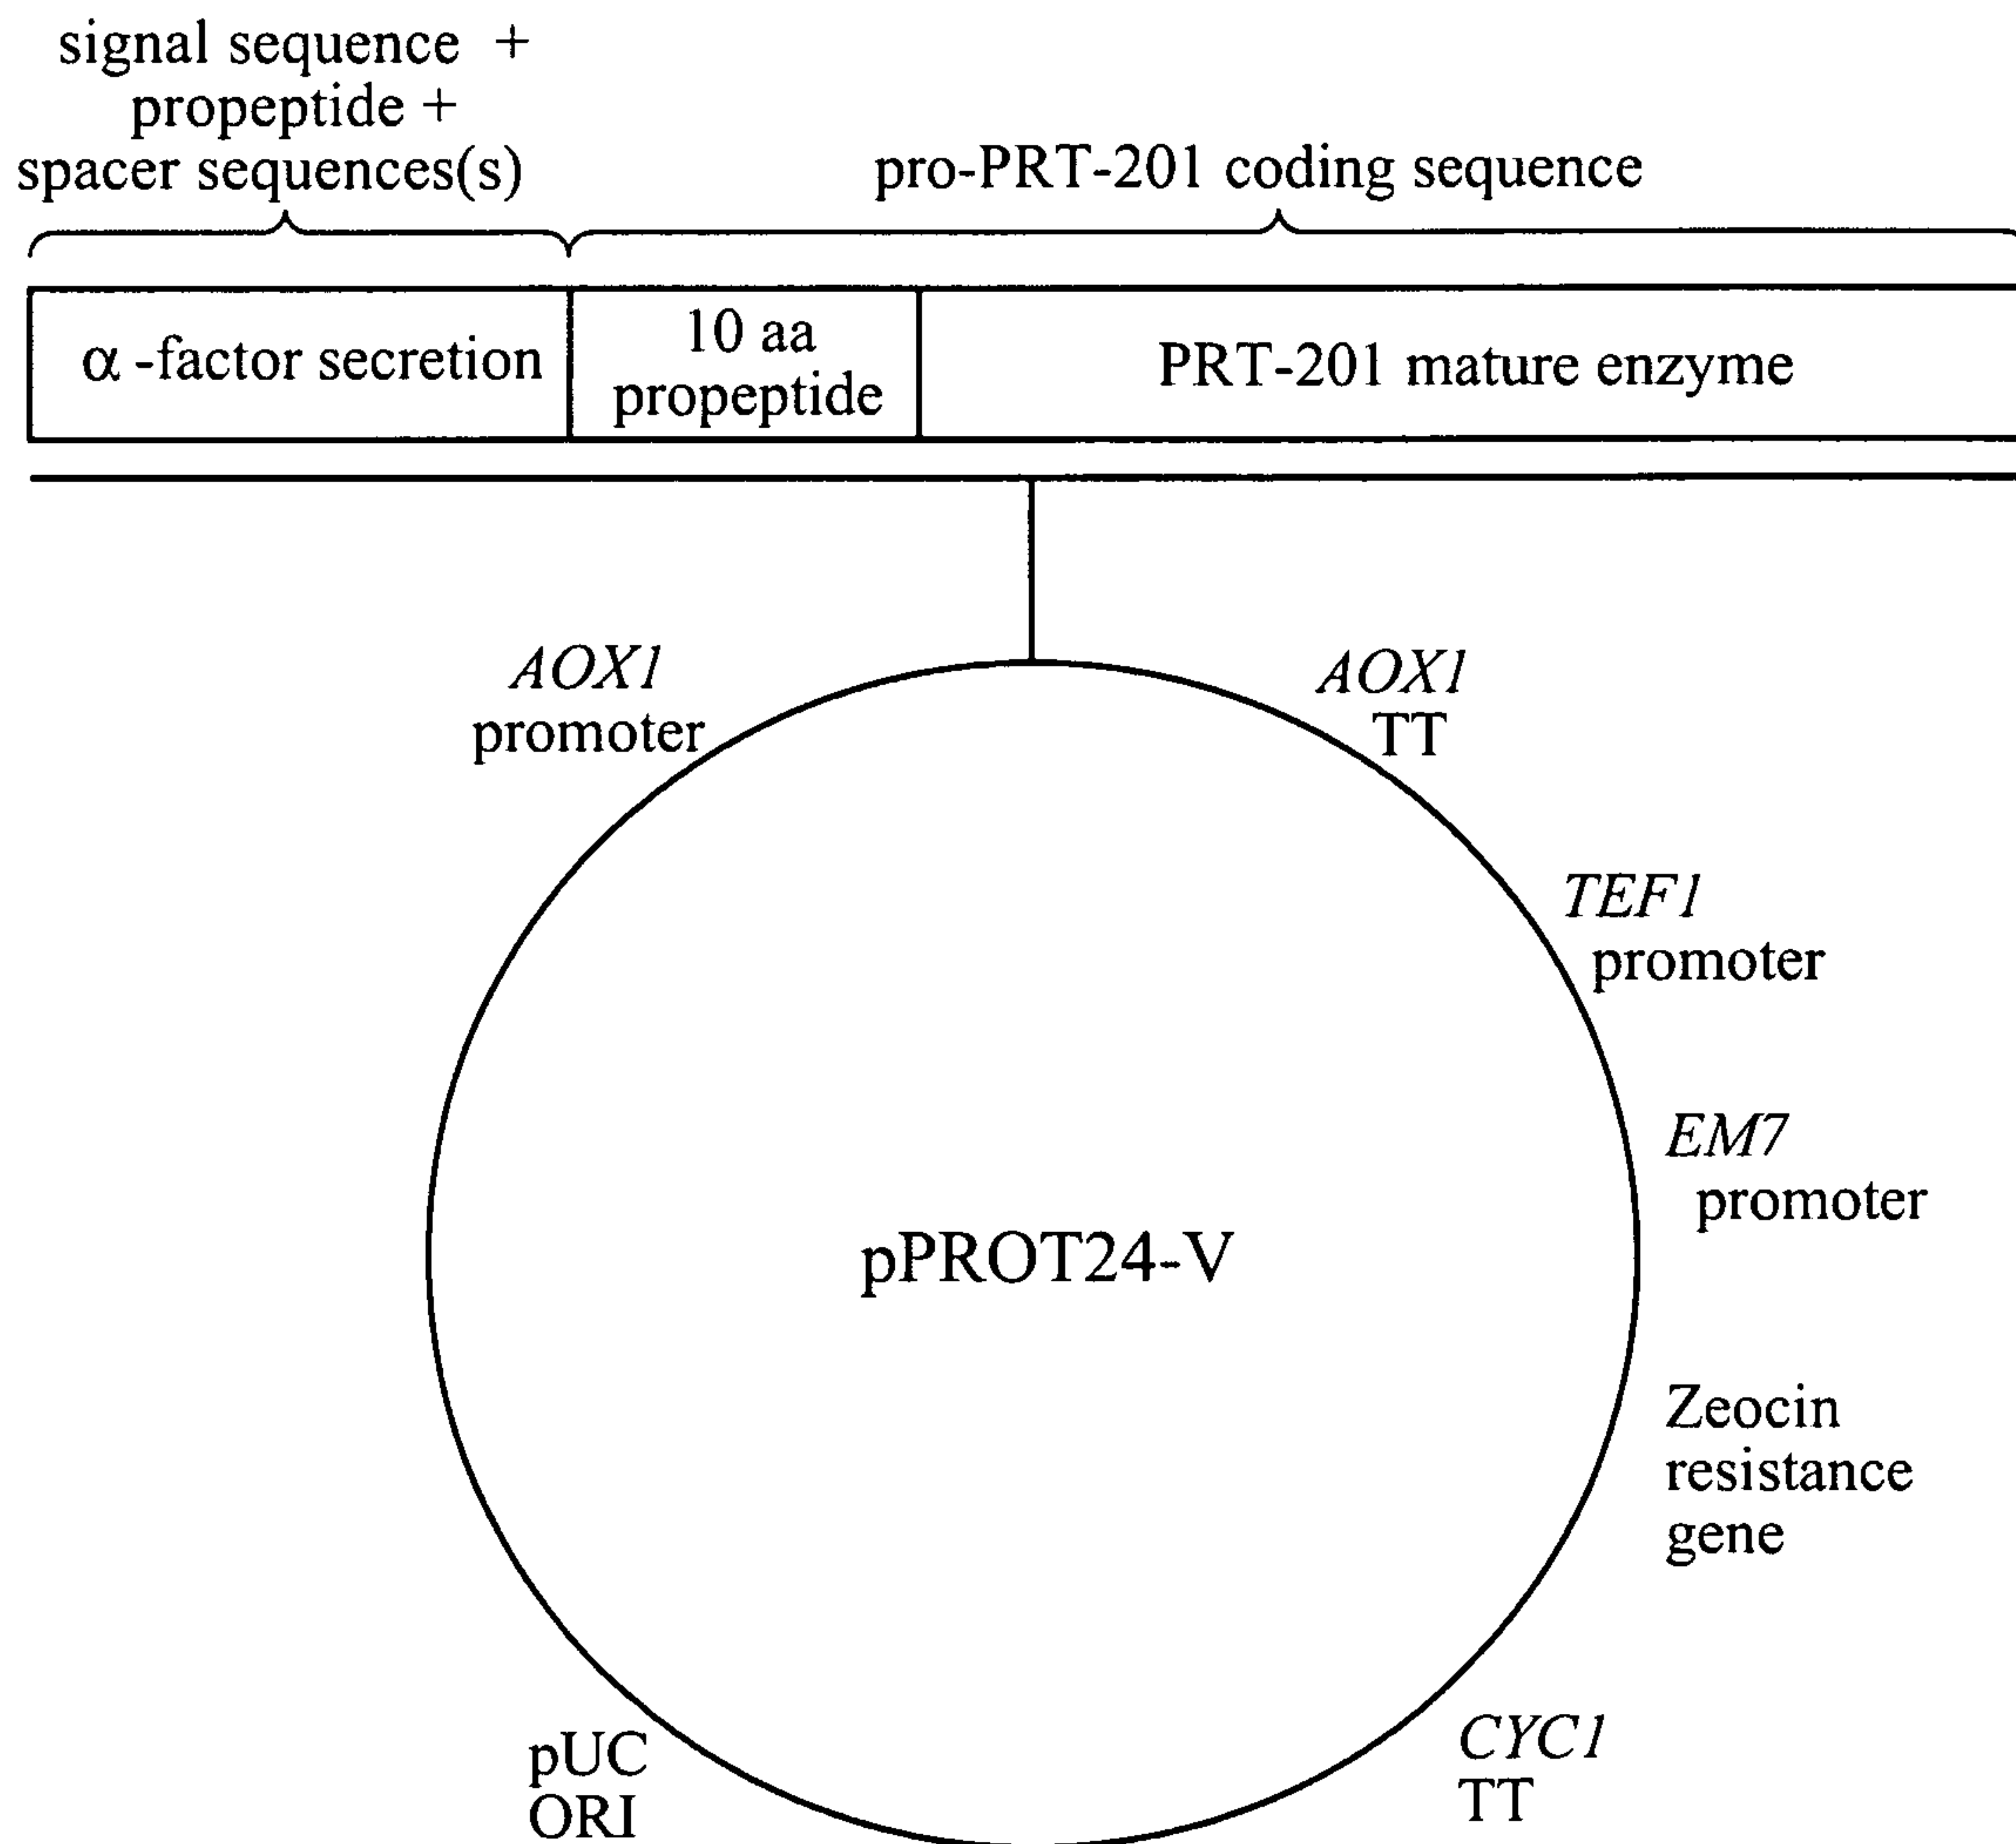 signal sequence +
propeptide +
spacer sequences(s)
pro-PRT-201 coding sequence
α -factor secretion
10 aa
propeptide
PRT-201 mature enzyme
AOX1
promoter
AOX1
TT
TEF1
promoter
EM7
promoter
pPROT24-V
Zeocin
resistance
gene
CYC1
TT
pUC
ORI